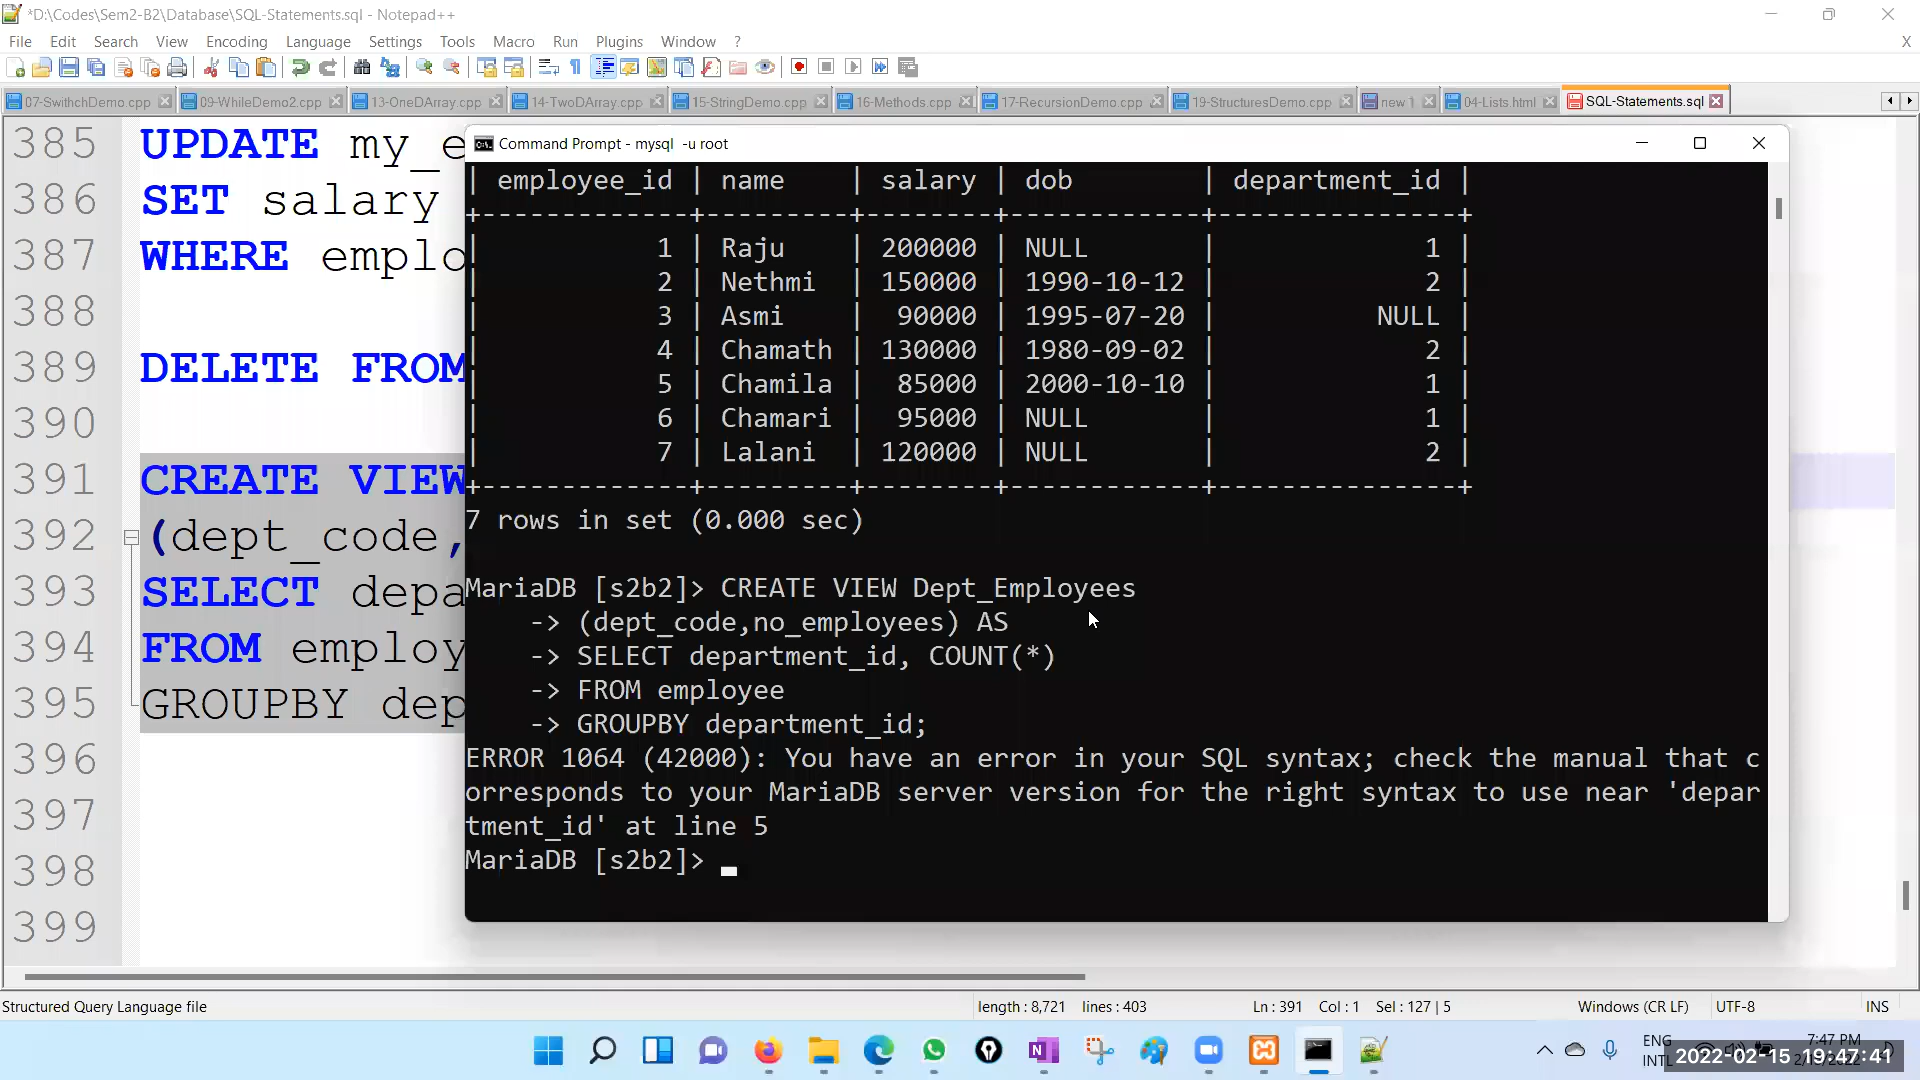 *D:\Codes\Sem2-B2\Database\SQL-Statements.sql - Notepad++
File Edit Search View Encoding Language Settings Tools Macro Run Plugins Window ?
X
07-SwithchDemo.cpp 09-WhileDemo2.cpp 13-OneDArray.cpp 14-TwoDArray.cpp 15-StringDemo.cpp 16-Methods.cpp 17-RecursionDemo.cpp 19-StructuresDemo.cpp new 1 04-Lists.html SQL-Statements.sql
385 UPDATE my_e
386 SET salary
387 WHERE emplo
388
389 DELETE FROM
390
391 CREATE VIEW
392 (dept_code,
393 SELECT depa
394 FROM employ
395 GROUPBY dep
396
397
398
399
Command Prompt - mysql -u root
| employee_id | name | salary | dob | department_id |
+-------------+---------+--------+------------+---------------+
| 1 | Raju | 200000 | NULL | 1 |
| 2 | Nethmi | 150000 | 1990-10-12 | 2 |
| 3 | Asmi | 90000 | 1995-07-20 | NULL |
| 4 | Chamath | 130000 | 1980-09-02 | 2 |
| 5 | Chamila | 85000 | 2000-10-10 | 1 |
| 6 | Chamari | 95000 | NULL | 1 |
| 7 | Lalani | 120000 | NULL | 2 |
+-------------+---------+--------+------------+---------------+
7 rows in set (0.000 sec)
MariaDB [s2b2]> CREATE VIEW Dept_Employees
-> (dept_code,no_employees) AS
-> SELECT department_id, COUNT(*)
-> FROM employee
-> GROUPBY department_id;
ERROR 1064 (42000): You have an error in your SQL syntax; check the manual that c
orresponds to your MariaDB server version for the right syntax to use near 'depar
tment_id' at line 5
MariaDB [s2b2]>
Structured Query Language file length : 8,721 lines : 403 Ln : 391 Col : 1 Sel : 127 | 5 Windows (CR LF) UTF-8 INS
ENG
INTL
7:47 PM
2022-02-15 19:47:41